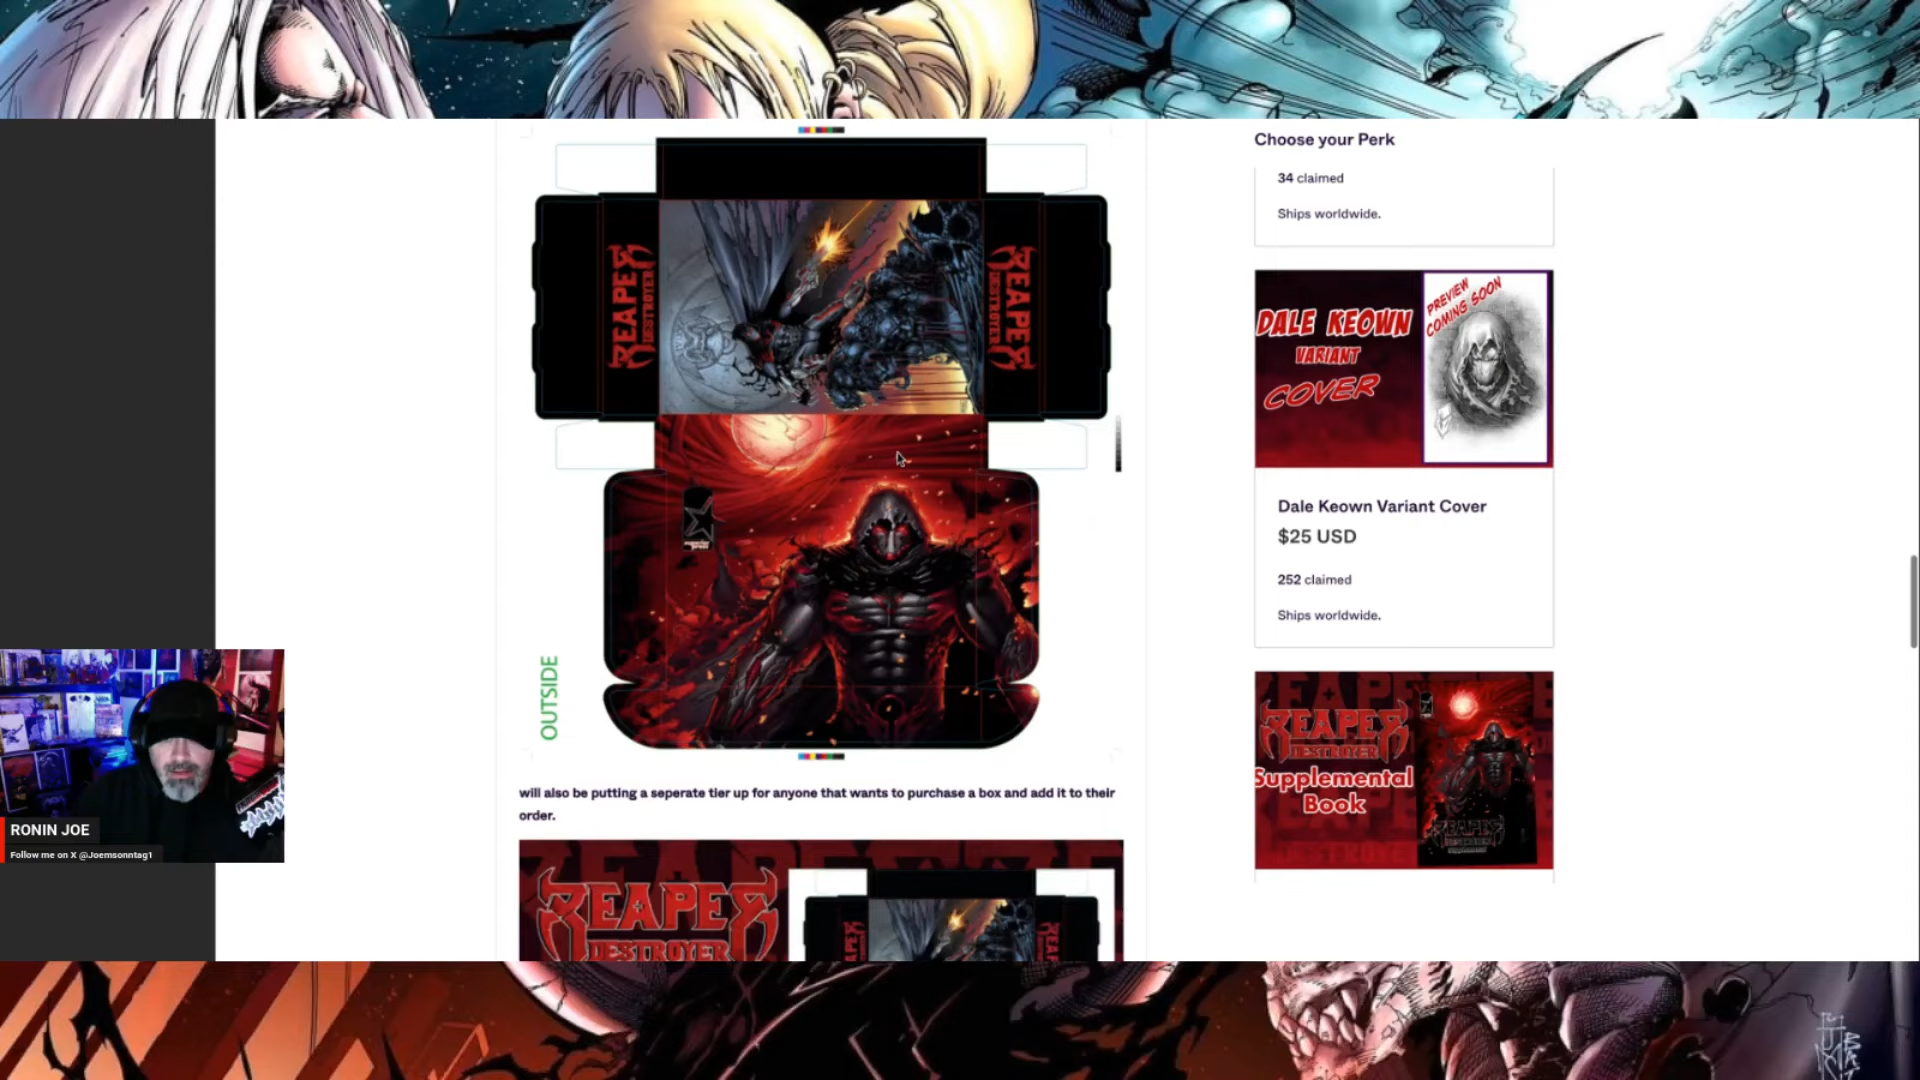 Choose your Perk
34 claimed
Ships worldwide.
REAPER
DESTROYER
REAPER
DESTROYER
DALE KEOWN
VARIANT
COVER
PREVIEW
COMING SOON
Dale Keown Variant Cover
$25 USD
252 claimed
Ships worldwide.
OUTSIDE
REAPER
DESTROYER
Supplemental
Book
will also be putting a seperate tier up for anyone that wants to purchase a box and add it to their
order.
REAPER
DESTROYER
RONIN JOE
Follow me on X @Joemsonntag1